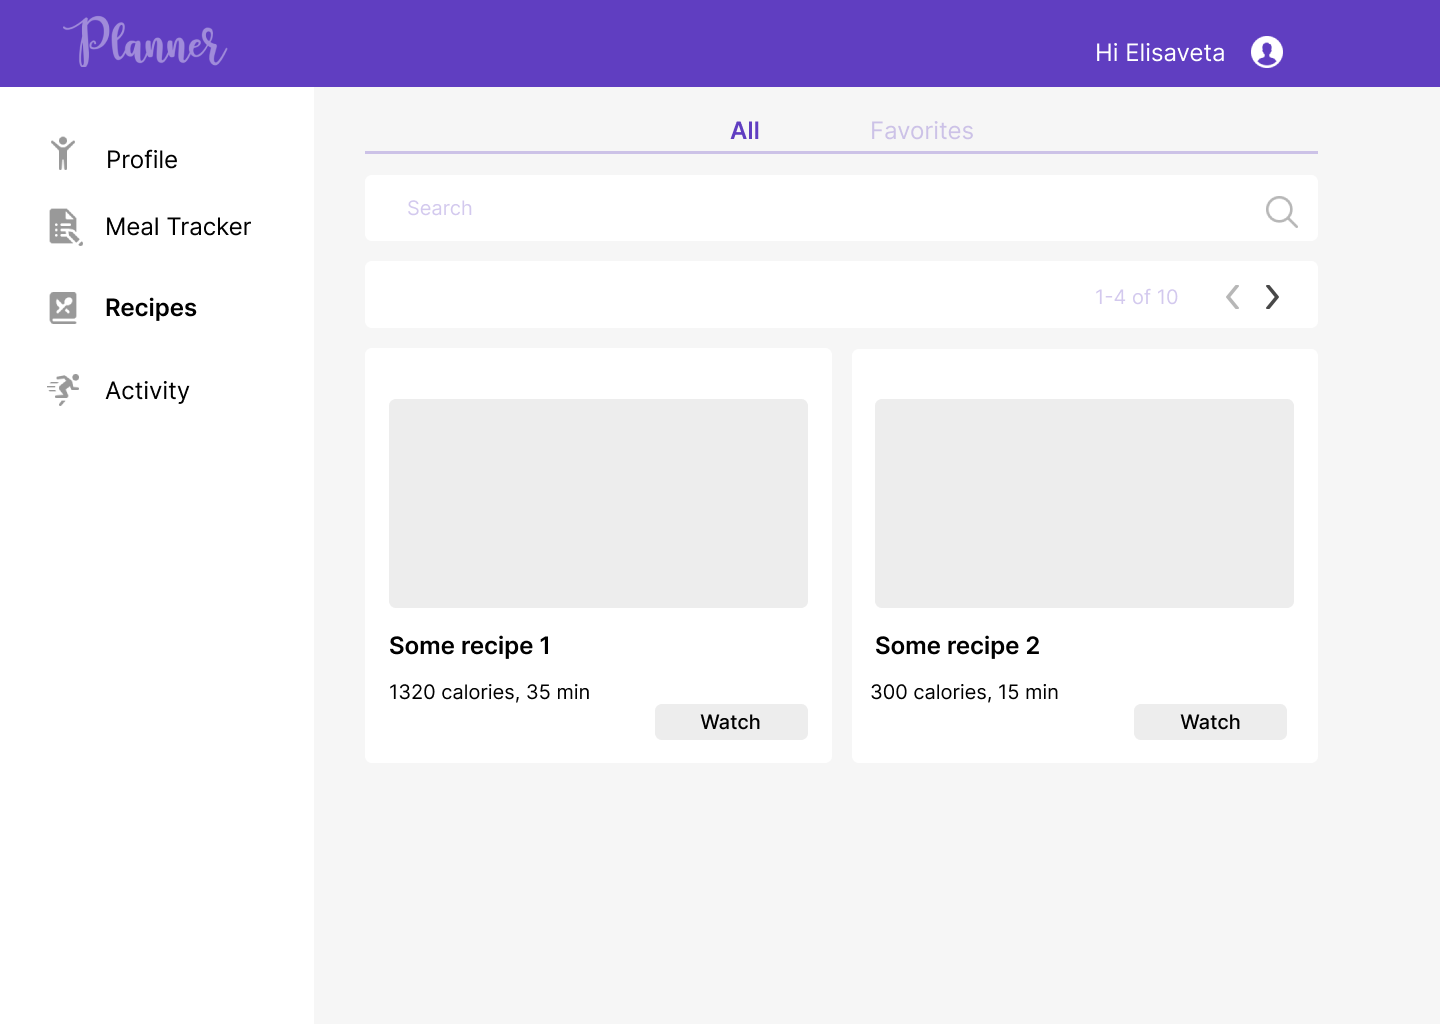 Planner
Hi Elisaveta
Profile
Meal Tracker
Recipes
Activity
All
Favorites
Search
1-4 of 10
Some recipe 1
1320 calories, 35 min
Watch
Some recipe 2
300 calories, 15 min
Watch